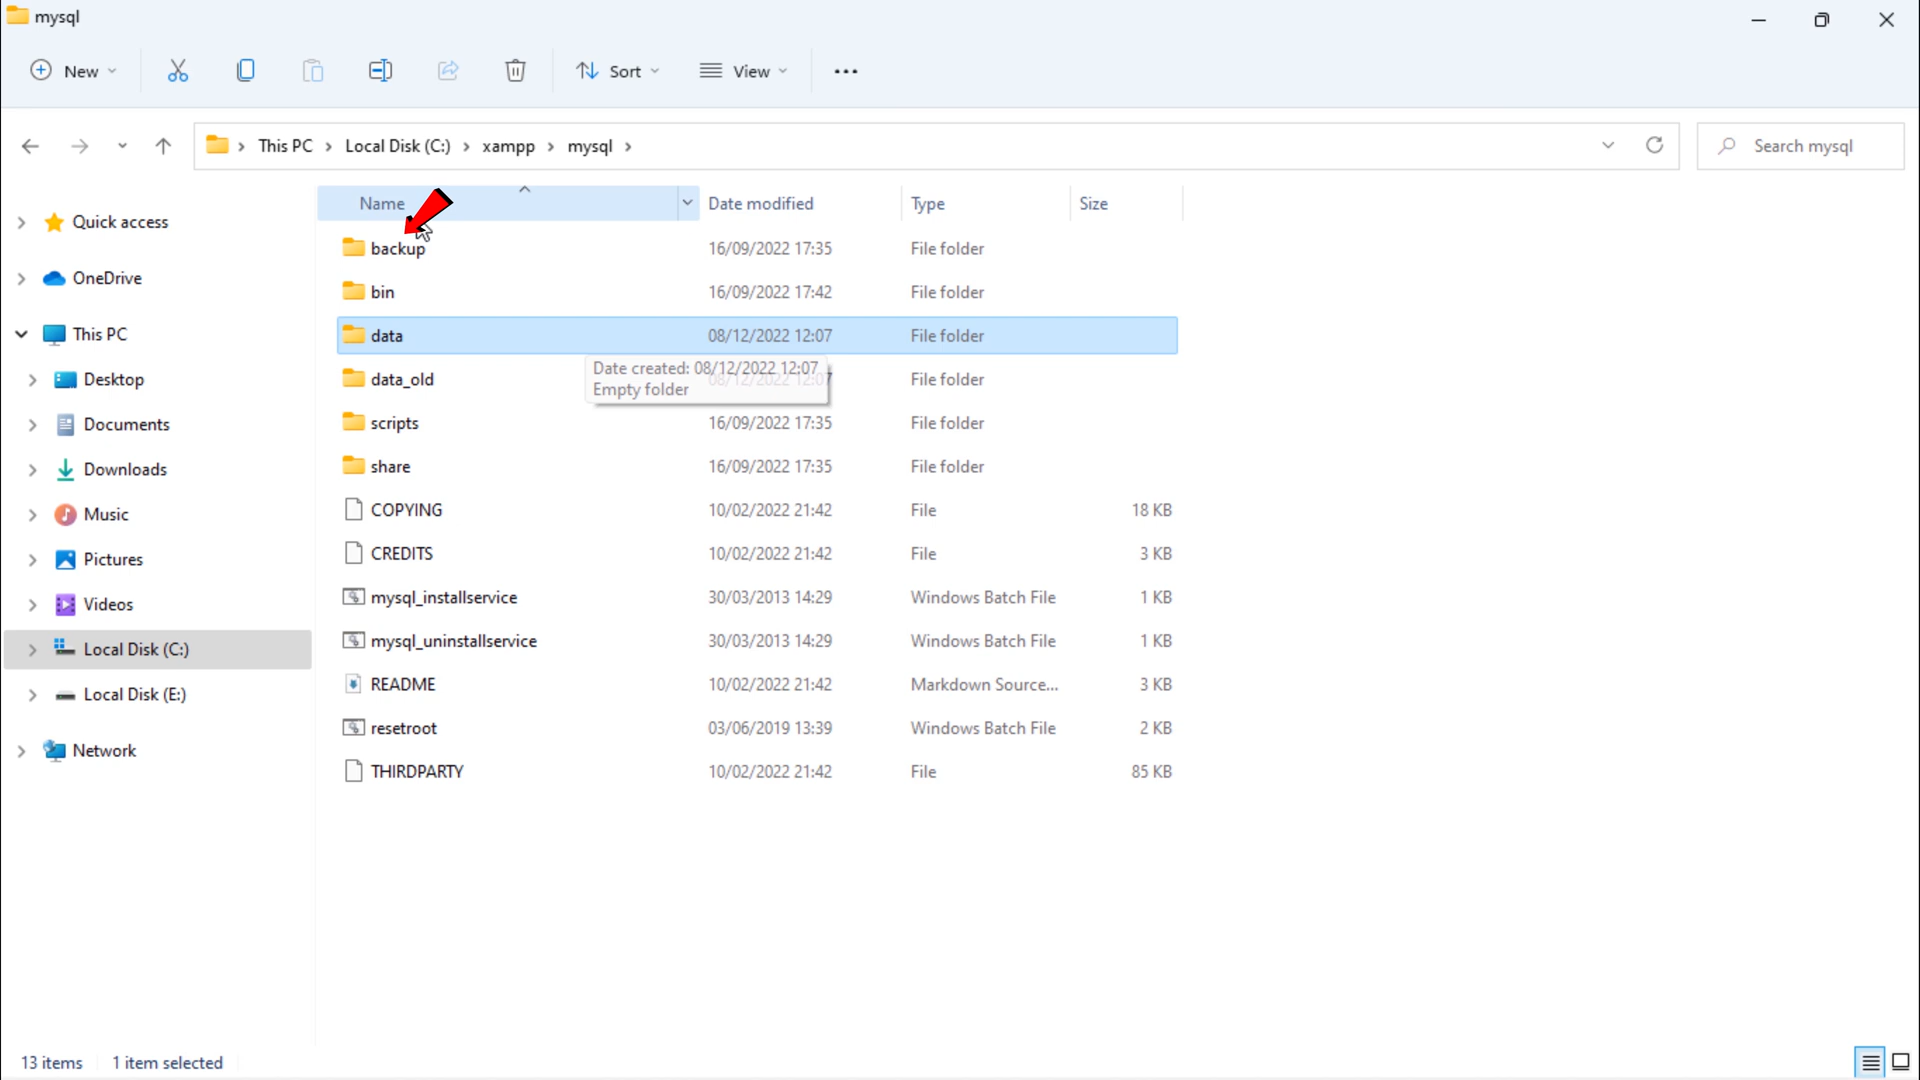 mysql
New
Sort
View
This PC
Local Disk (C:)
xampp
mysql
Search mysql
Quick access
OneDrive
This PC
Desktop
Documents
Downloads
Music
Pictures
Videos
Local Disk (C:)
Local Disk (E:)
Network
Name Date modified Type Size
backup 16/09/2022 17:35 File folder
bin 16/09/2022 17:42 File folder
data 08/12/2022 12:07 File folder
Date created: 08/12/2022 12:07
Empty folder
data_old 08/12/2022 12:07 File folder
scripts 16/09/2022 17:35 File folder
share 16/09/2022 17:35 File folder
COPYING 10/02/2022 21:42 File 18 KB
CREDITS 10/02/2022 21:42 File 3 KB
mysql_installservice 30/03/2013 14:29 Windows Batch File 1 KB
mysql_uninstallservice 30/03/2013 14:29 Windows Batch File 1 KB
README 10/02/2022 21:42 Markdown Source... 3 KB
resetroot 03/06/2019 13:39 Windows Batch File 2 KB
THIRDPARTY 10/02/2022 21:42 File 85 KB
13 items 1 item selected